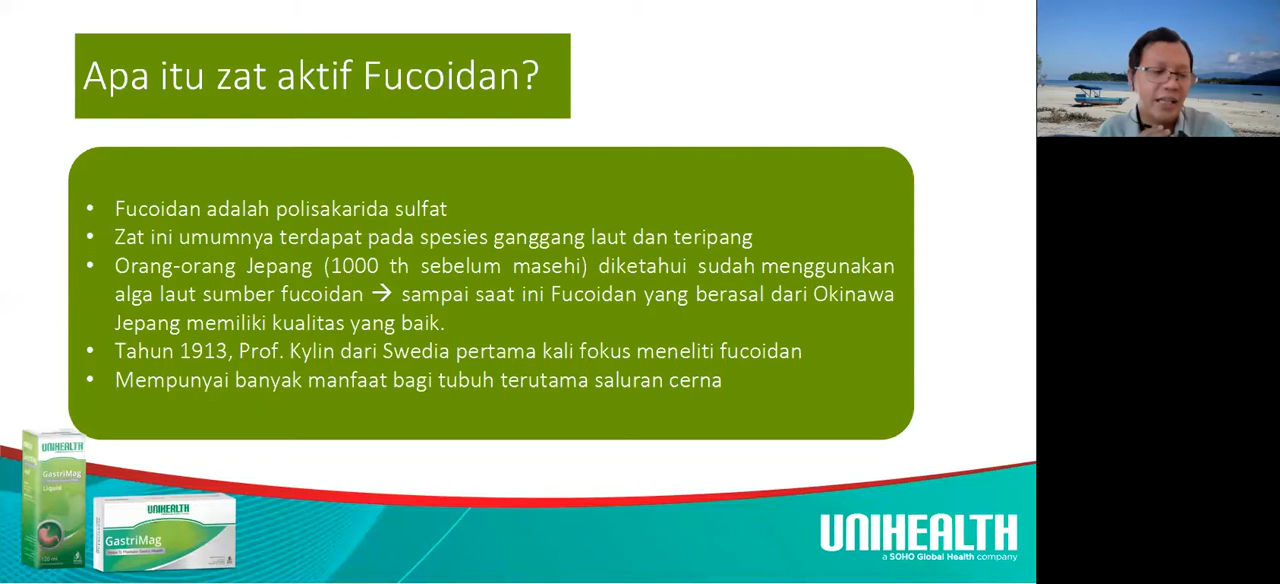 Apa itu zat aktif Fucoidan?
• Fucoidan adalah polisakarida sulfat
• Zat ini umumnya terdapat pada spesies ganggang laut dan teripang
• Orang-orang Jepang (1000 th sebelum masehi) diketahui sudah menggunakan
alga laut sumber fucoidan → sampai saat ini Fucoidan yang berasal dari Okinawa
Jepang memiliki kualitas yang baik.
• Tahun 1913, Prof. Kylin dari Swedia pertama kali fokus meneliti fucoidan
• Mempunyai banyak manfaat bagi tubuh terutama saluran cerna
UNIHEALTH
GastriMag
Liquid
120 ml
UNIHEALTH
GastriMag
UNIHEALTH
a SOHO Global Health company